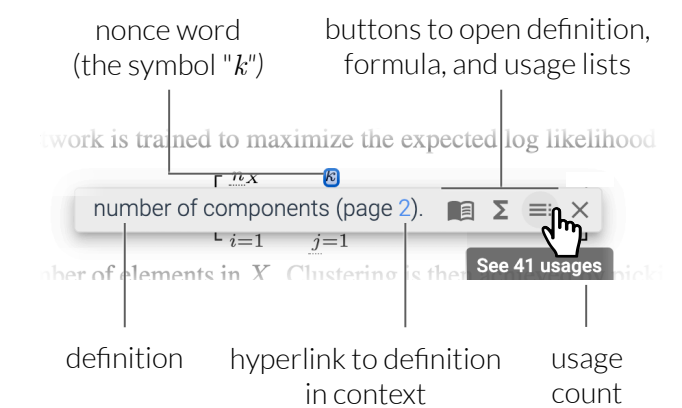 nonce word
(the symbol "k")
buttons to open definition,
formula, and usage lists
work is trained to maximize the expected log likelihood
n X k
number of components (page 2).
i=1 j=1
See 41 usages
of elements in X. Clustering is then
definition
hyperlink to definition
in context
usage
count